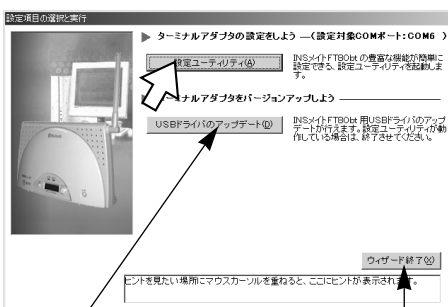 設定項目の選択と実行
ターミナルアダプタの設定をしよう ―(設定対象COMポート:COM6 )
設定ユーティリティ(A)
INSメイトFT80btの豊富な機能が簡単に
設定できる、設定ユーティリティを起動しま
す。
ターミナルアダプタをバージョンアップしよう
USBドライバのアップデート(D)
INSメイトFT80bt 用USBドライバのアップ
デートが行えます。設定ユーティリティが動
作している場合は、終了させてください。
ウィザード終了(X)
ヒントを見たい場所にマウスカーソルを重ねると、ここにヒントが表示されます。